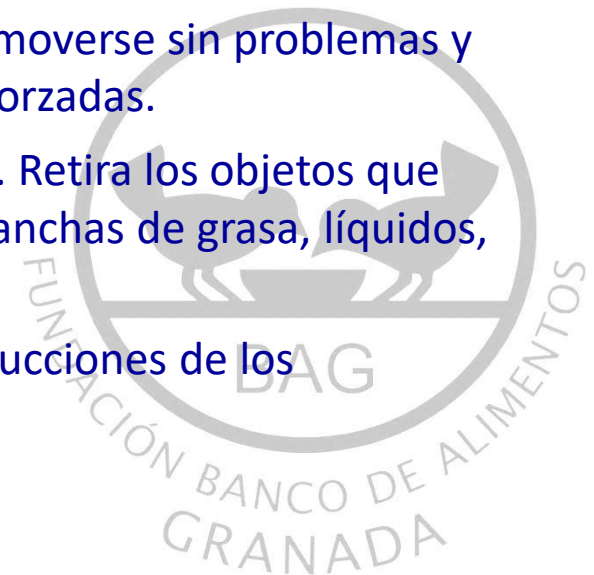 moverse sin problemas y
orzadas.
. Retira los objetos que
anchas de grasa, líquidos,
ucciones de los
BAG
FUNDACIÓN BANCO DE ALIMENTOS
GRANADA